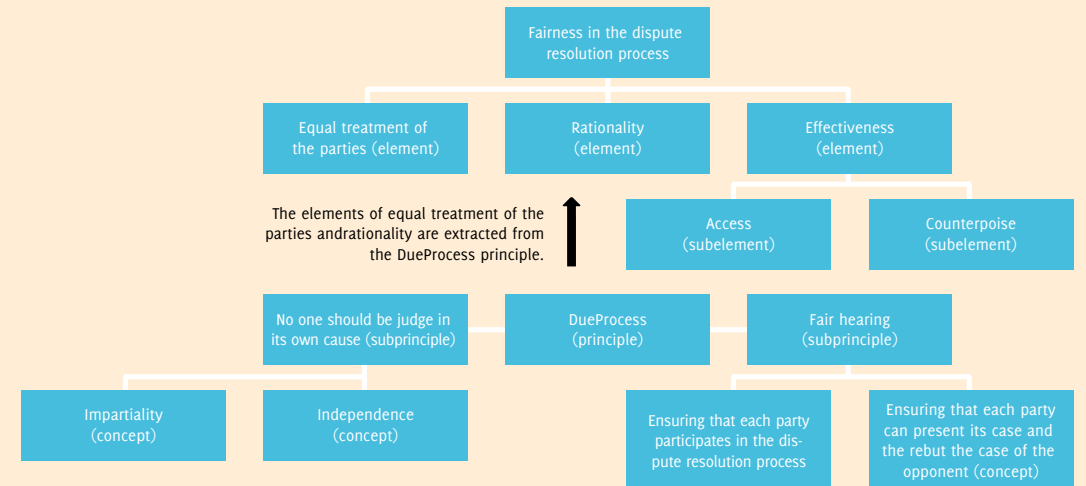 Fairness in the dispute
resolution process
Equal treatment of
the parties (element)
Rationality
(element)
Effectiveness
(element)
The elements of equal treatment of the
parties andrationality are extracted from
the DueProcess principle.
Access
(subelement)
Counterpoise
(subelement)
No one should be judge in
its own cause (subprinciple)
DueProcess
(principle)
Fair hearing
(subprinciple)
Impartiality
(concept)
Independence
(concept)
Ensuring that each party
participates in the dis-
pute resolution process
Ensuring that each party
can present its case and
the rebut the case of the
opponent (concept)